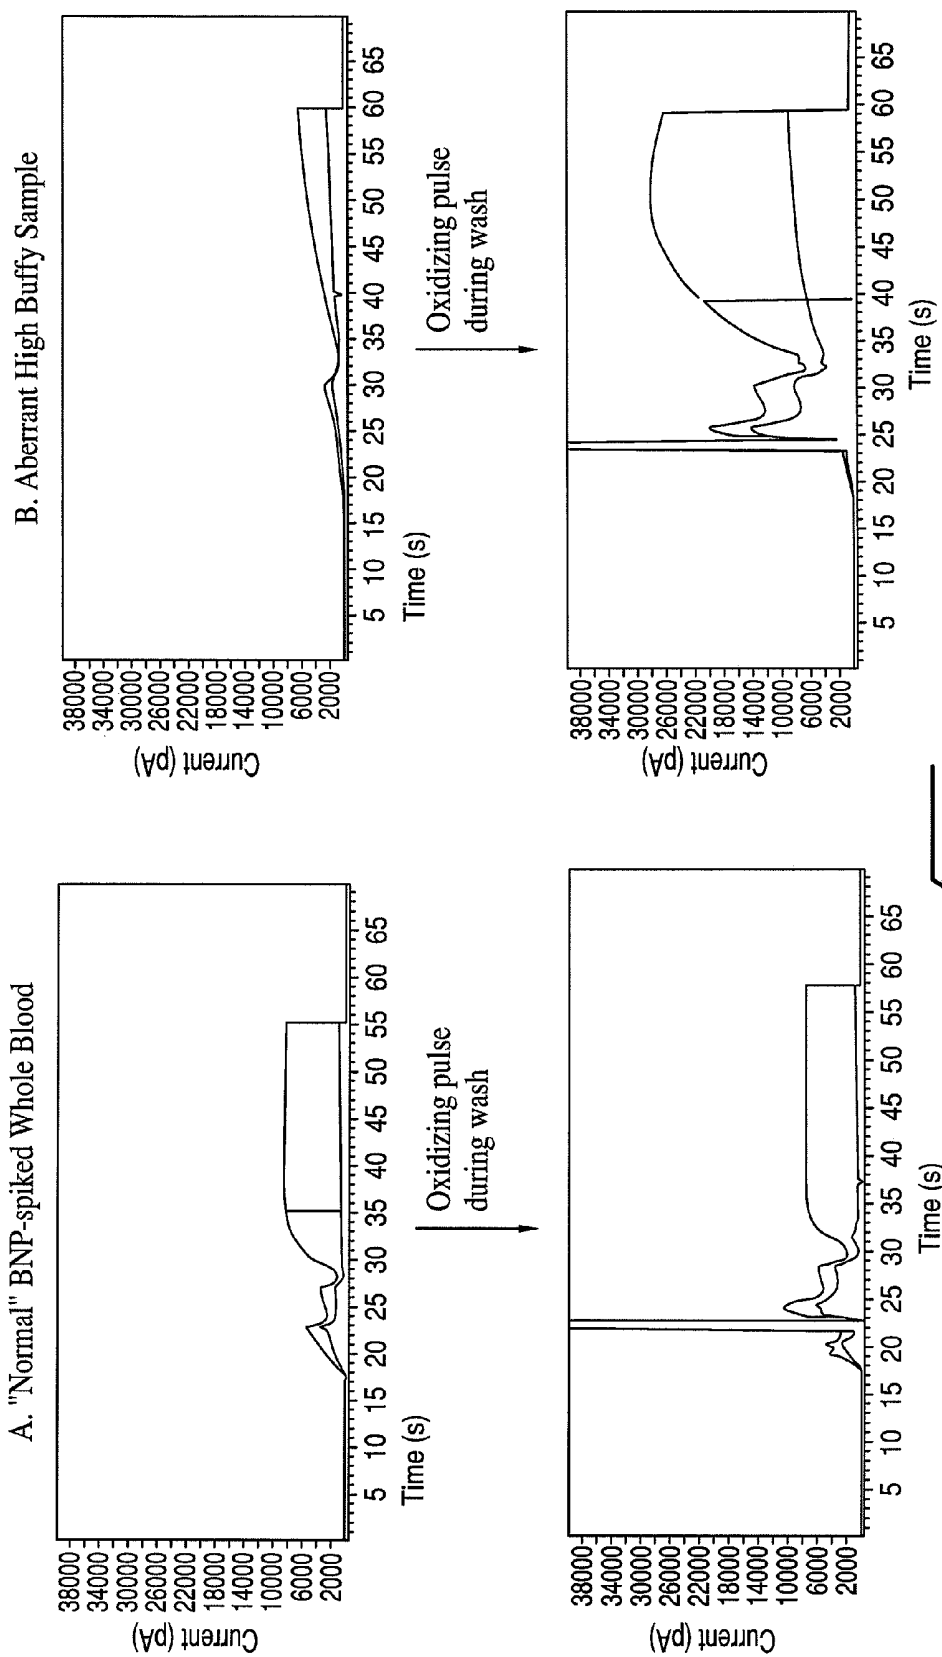 A. "Normal" BNP-spiked Whole Blood
38000
34000
30000
26000
22000
18000
14000
10000
6000
2000
Current (pA)
5 10 15 20 25 30 35 40 45 50 55 60 65
Time (s)
Oxidizing pulse
during wash
38000
34000
30000
26000
22000
18000
14000
10000
6000
2000
Current (pA)
5 10 15 20 25 30 35 40 45 50 55 60 65
Time (s)
B. Aberrant High Buffy Sample
38000
34000
30000
26000
22000
18000
14000
10000
6000
2000
Current (pA)
5 10 15 20 25 30 35 40 45 50 55 60 65
Time (s)
Oxidizing pulse
during wash
38000
34000
30000
26000
22000
18000
14000
10000
6000
2000
Current (pA)
5 10 15 20 25 30 35 40 45 50 55 60 65
Time (s)